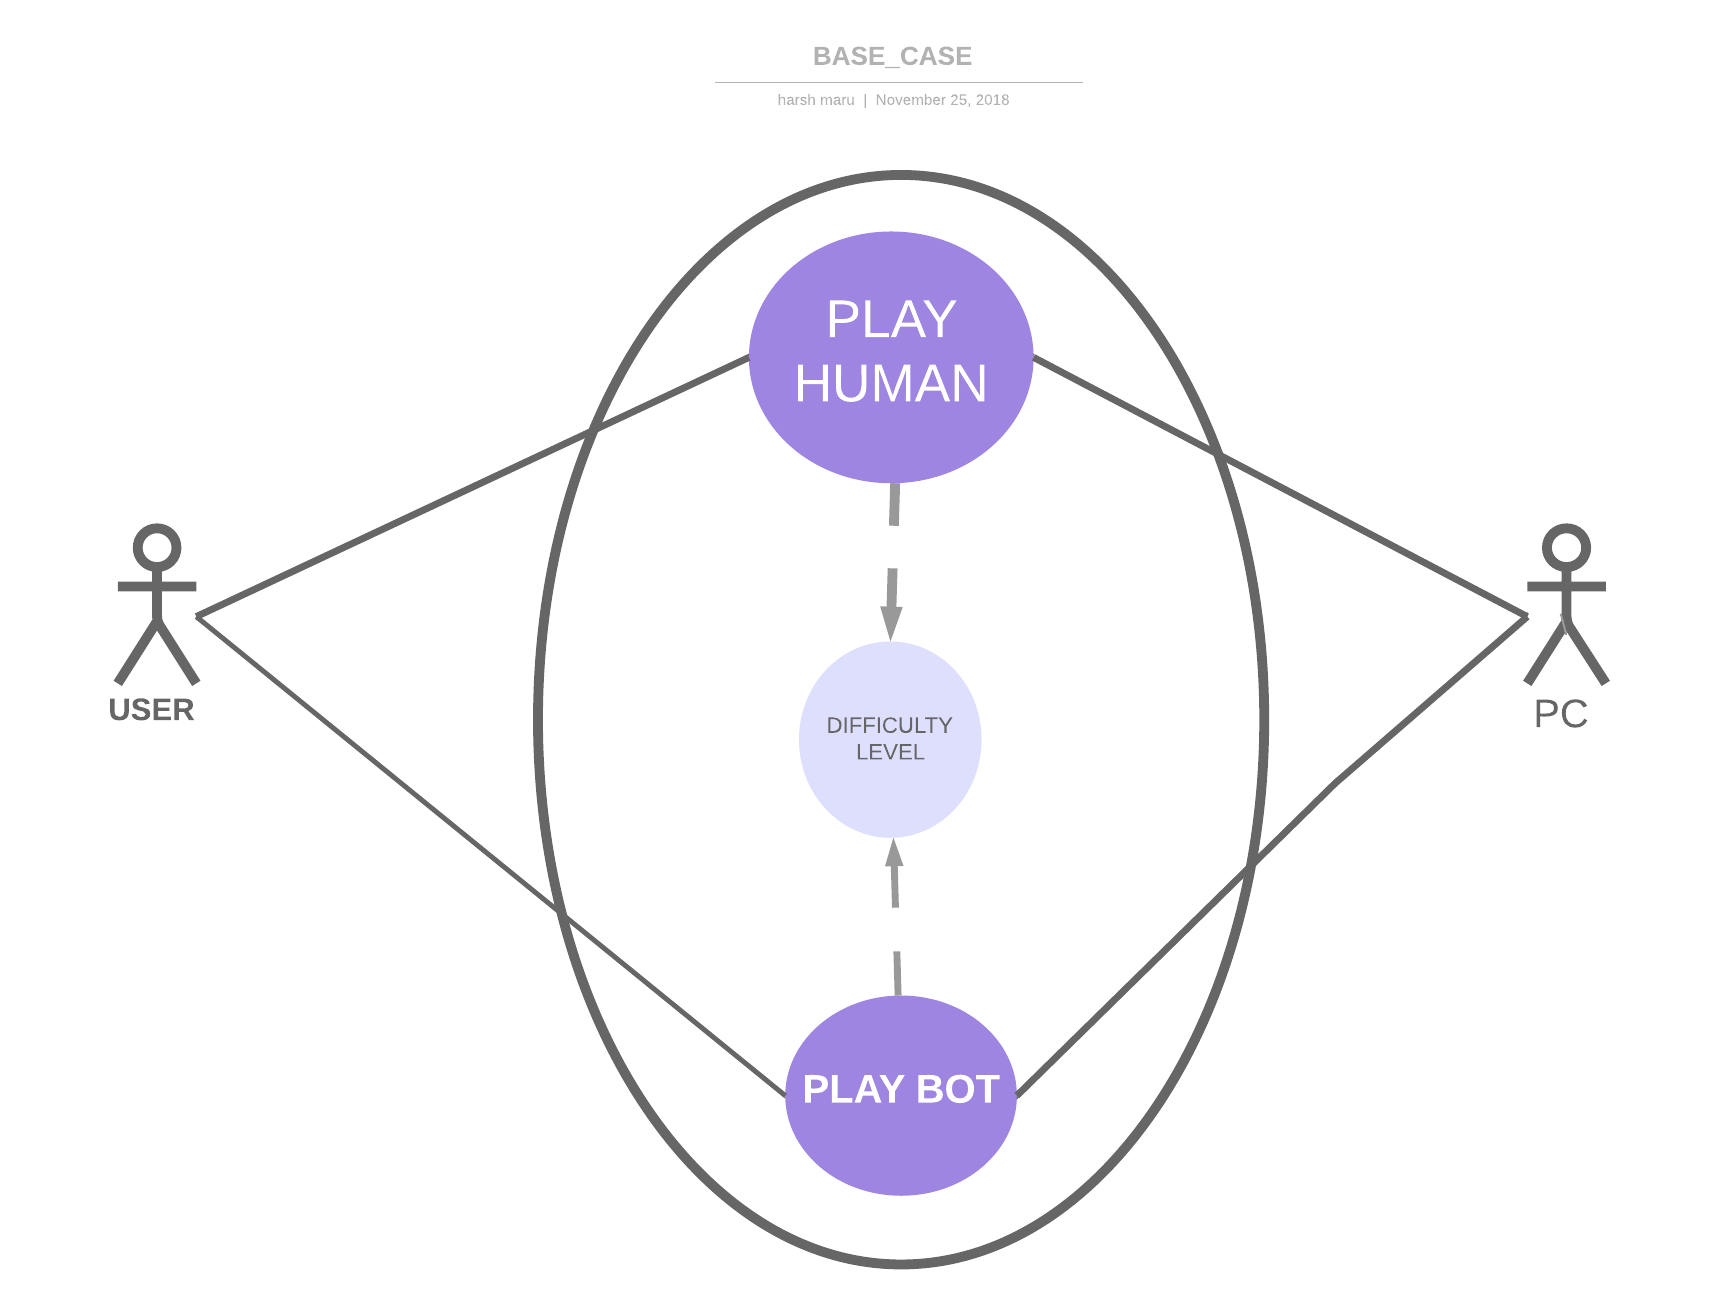 BASE_CASE
harsh maru | November 25, 2018
PLAY
HUMAN
USER
PC
DIFFICULTY
LEVEL
PLAY BOT